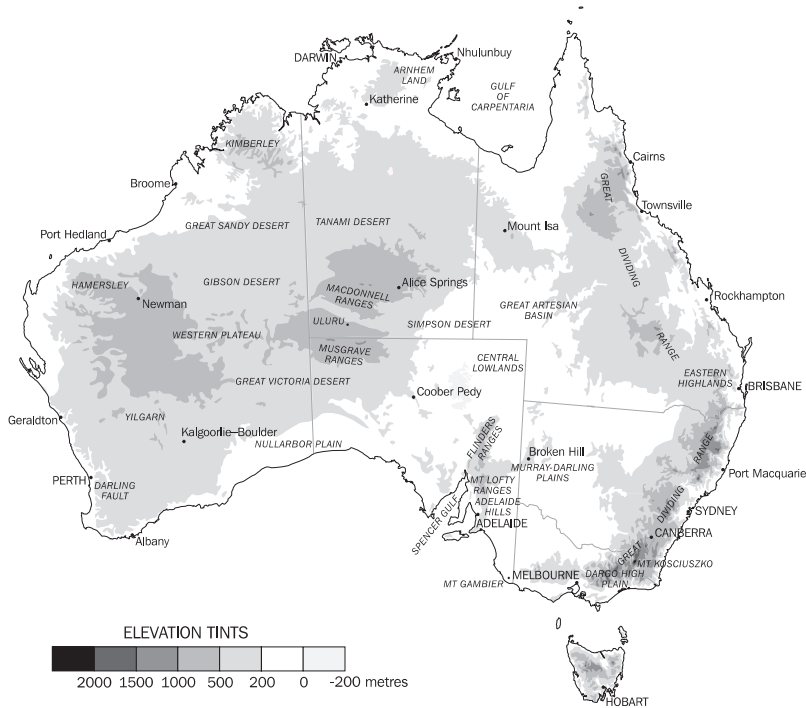 DARWIN
Nhulunbuy
ARNHEM
LAND
GULF
OF
CARPENTARIA
Katherine
KIMBERLEY
Cairns
Broome
GREAT
Townsville
GREAT SANDY DESERT
TANAMI DESERT
Mount Isa
Port Hedland
DIVIDING
HAMERSLEY
GIBSON DESERT
Alice Springs
MACDONNELL
RANGES
Newman
Rockhampton
GREAT ARTESIAN
BASIN
ULURU
SIMPSON DESERT
WESTERN PLATEAU
RANGE
MUSGRAVE
RANGES
CENTRAL
LOWLANDS
EASTERN
HIGHLANDS
GREAT VICTORIA DESERT
BRISBANE
Coober Pedy
Geraldton
YILGARN
Kalgoorlie–Boulder
NULLARBOR PLAIN
FLINDERS
RANGES
RANGE
Broken Hill
MURRAY-DARLING
PLAINS
Port Macquarie
PERTH
DARLING
FAULT
MT LOFTY
RANGES
ADELAIDE
HILLS
SPENCER GULF
ADELAIDE
DIVIDING
SYDNEY
CANBERRA
Albany
GREAT
MT KOSCIUSZKO
MT GAMBIER
MELBOURNE
DARGO HIGH
PLAIN
ELEVATION TINTS
2000 1500 1000 500 200 0 -200 metres
HOBART